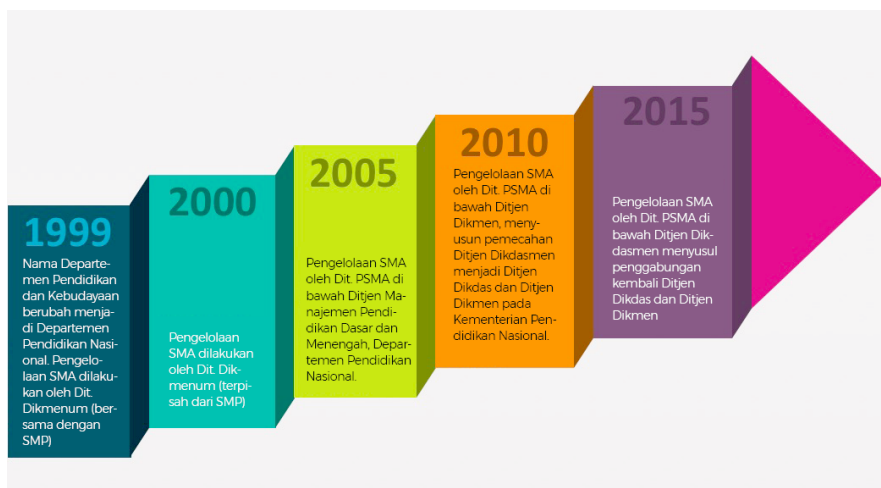 1999
Nama Departe-
men Pendidikan
dan Kebudayaan
berubah menja-
di Departemen
Pendidikan Nasi-
onal. Pengelo-
laan SMA dilaku-
kan oleh Dit.
Dikmenum (ber-
sama dengan
SMP)
2000
Pengelolaan
SMA dilakukan
oleh Dit. Dik-
menum (terpi-
sah dari SMP)
2005
Pengelolaan SMA
oleh Dit. PSMA di
bawah Ditjen Ma-
najemen Pendi-
dikan Dasar dan
Menengah, Depar-
temen Pendidikan
Nasional.
2010
Pengelolaan SMA
oleh Dit. PSMA di
bawah Ditjen
Dikmen, meny-
usun pemecahan
Ditjen Dikdasmen
menjadi Ditjen
Dikdas dan Ditjen
Dikmen pada
Kementerian Pen-
didikan Nasional.
2015
Pengelolaan SMA
oleh Dit. PSMA di
bawah Ditjen Dik-
dasmen menyusul
penggabungan
kembali Ditjen
Dikdas dan Ditjen
Dikmen